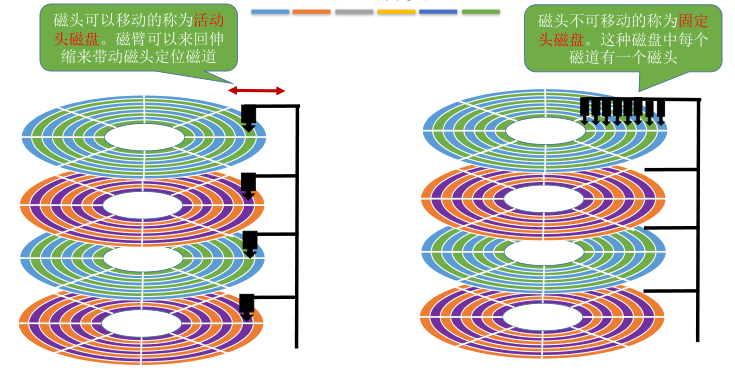 磁头可以移动的称为活动
头磁盘。磁臂可以来回伸
缩来带动磁头定位磁道
磁头不可移动的称为固定
头磁盘。这种磁盘中每个
磁道有一个磁头